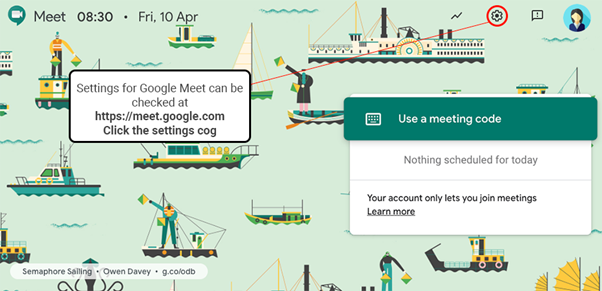 Meet 08:30 • Fri, 10 Apr
Settings for Google Meet can be
checked at
https://meet.google.com
Click the settings cog
Use a meeting code
Nothing scheduled for today
Your account only lets you join meetings
Learn more
Semaphore Sailing • Owen Davey • g.co/odb